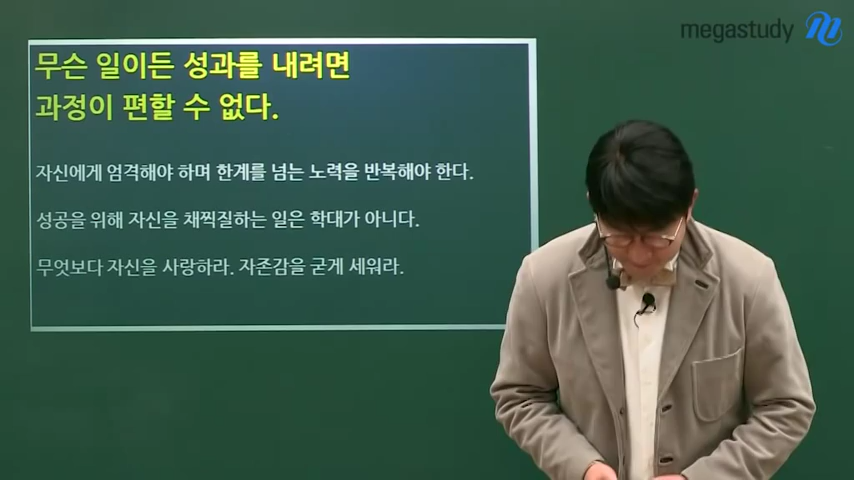 megastudy
무슨 일이든 성과를 내려면
과정이 편할 수 없다.
자신에게 엄격해야 하며 한계를 넘는 노력을 반복해야 한다.
성공을 위해 자신을 채찍질하는 일은 학대가 아니다.
무엇보다 자신을 사랑하라. 자존감을 굳게 세워라.